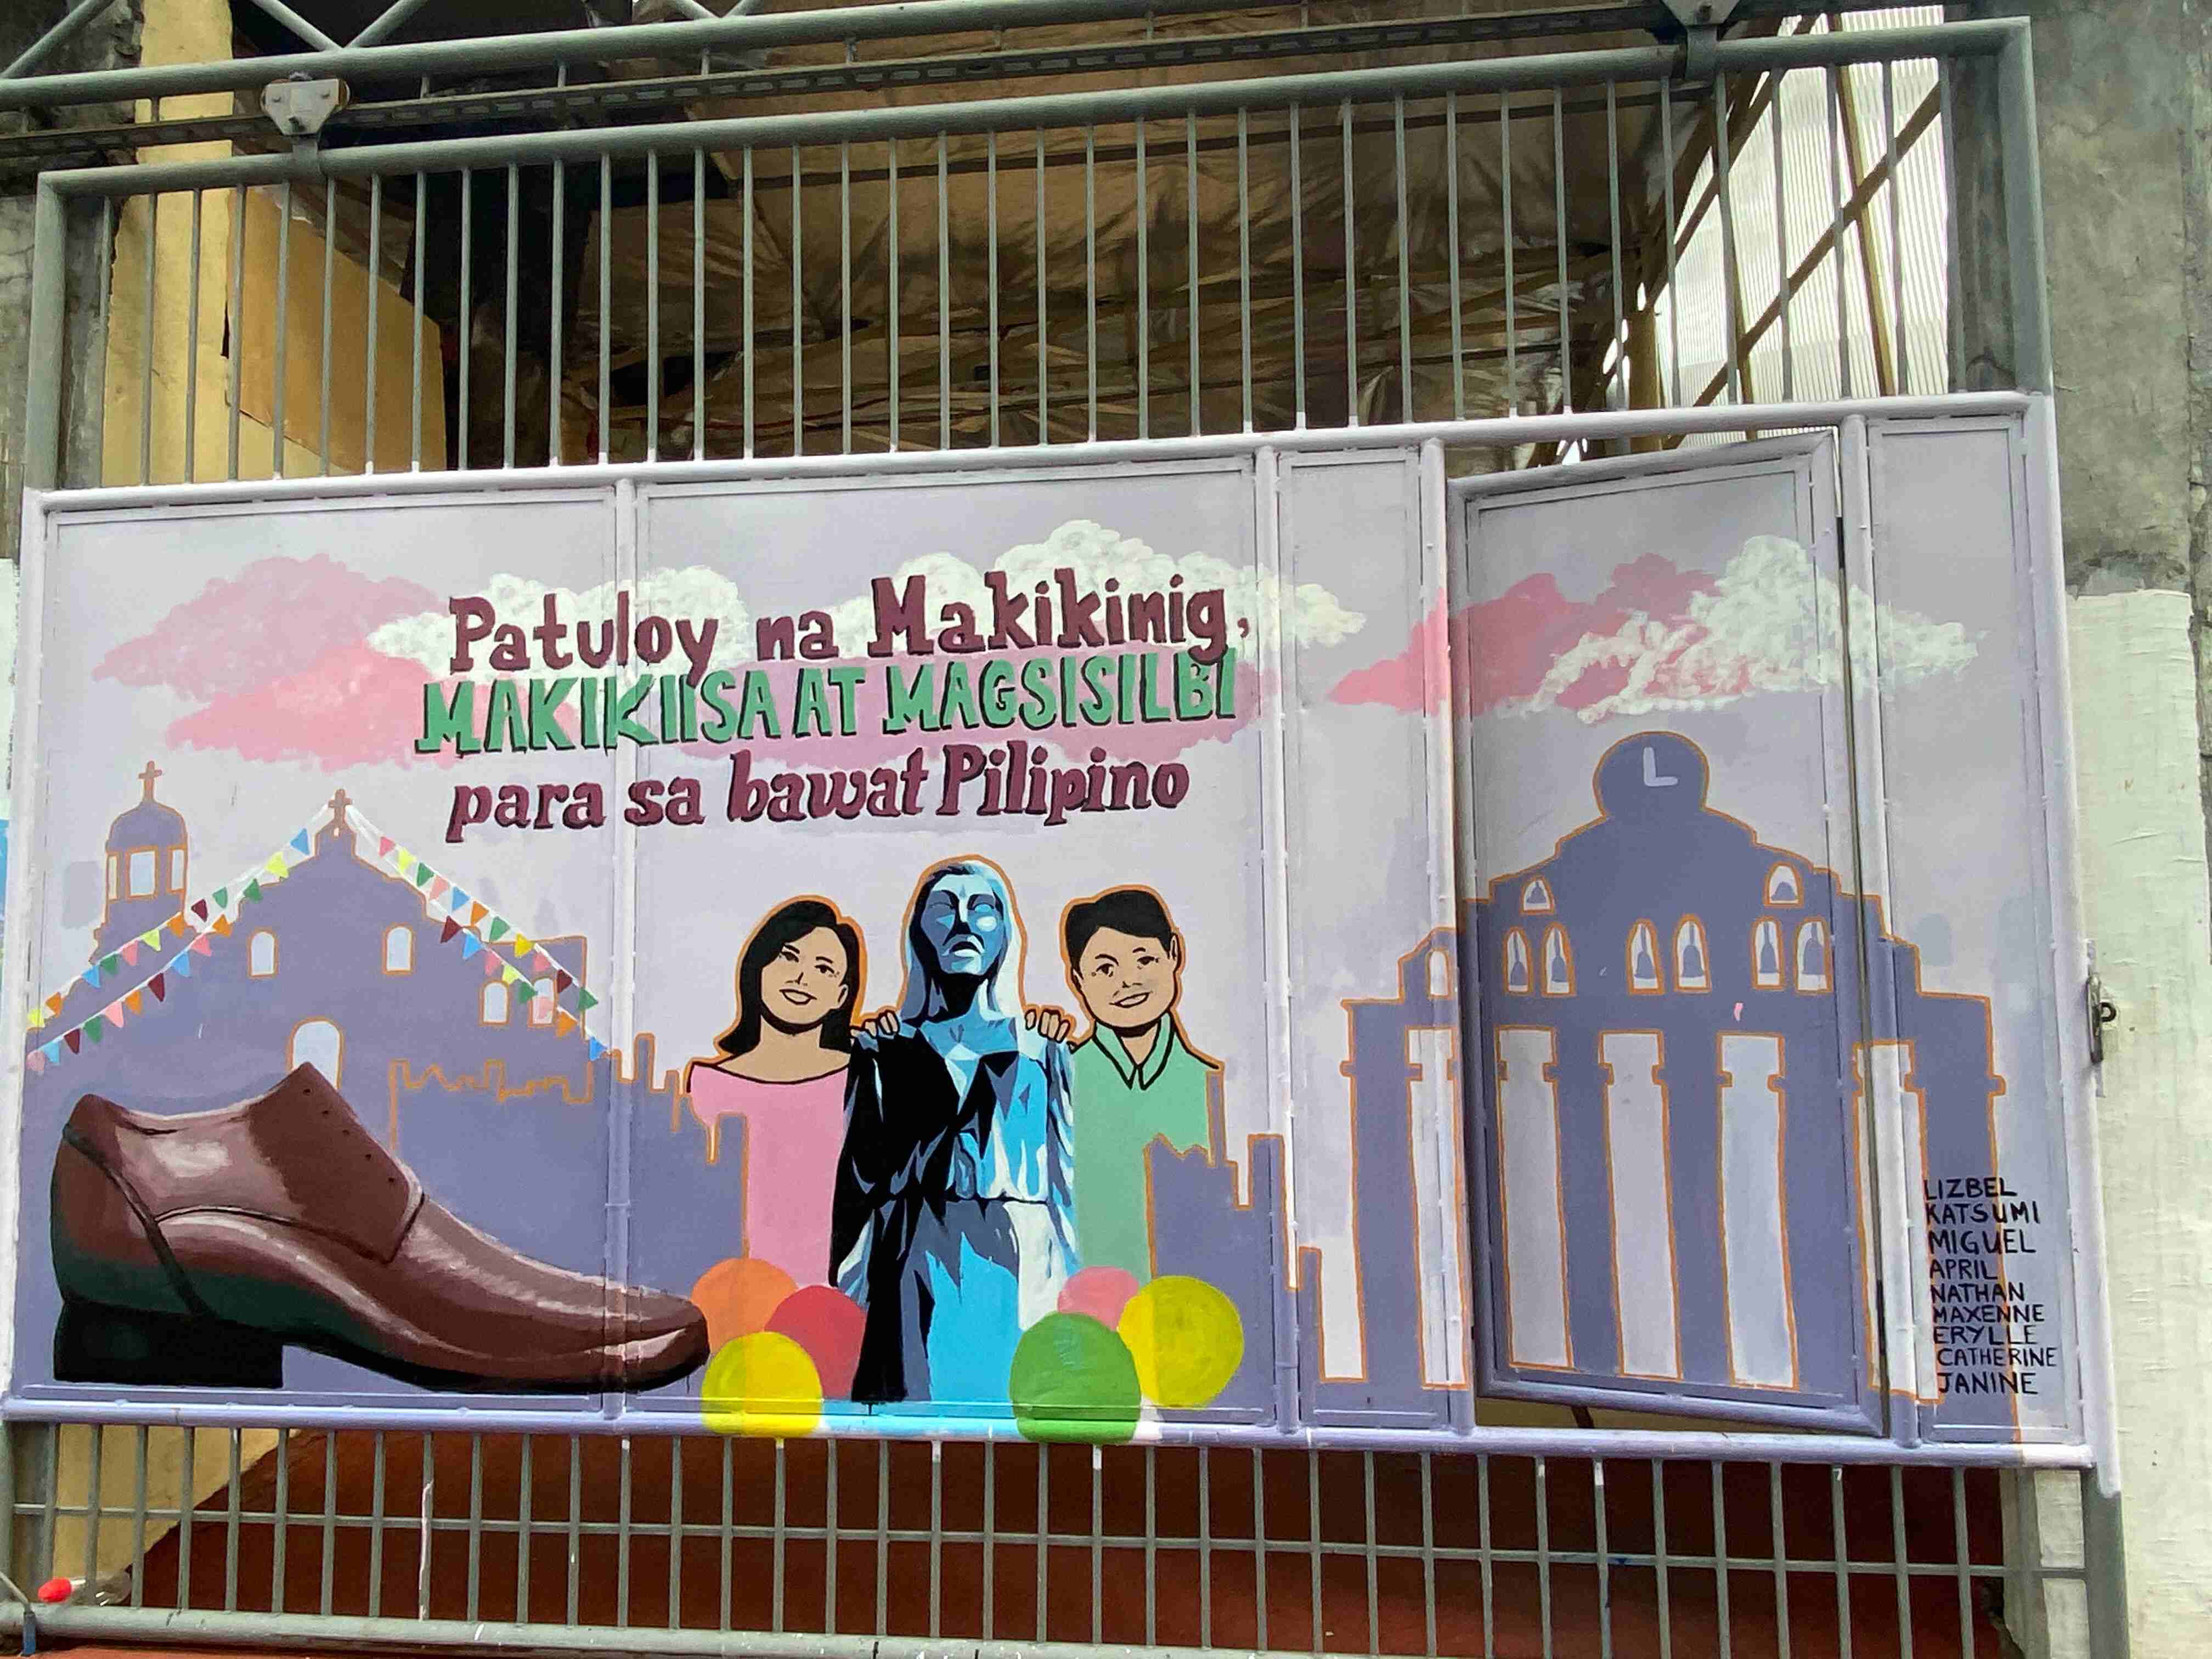 Patuloy na Makikinig,
MAKIKIISA AT MAGSISILBI
para sa bawat Pilipino
LIZBEL
KATSUMI
MIGUEL
APRIL
NATHAN
MAXENNE
ERYLLE
CATHERINE
JANINE